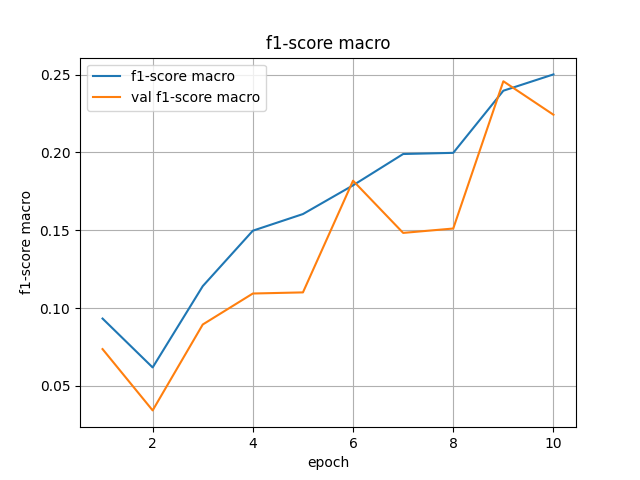 f1-score macro
f1-score macro
val f1-score macro
f1-score macro
0.25
0.20
0.15
0.10
0.05
2 4 6 8 10
epoch